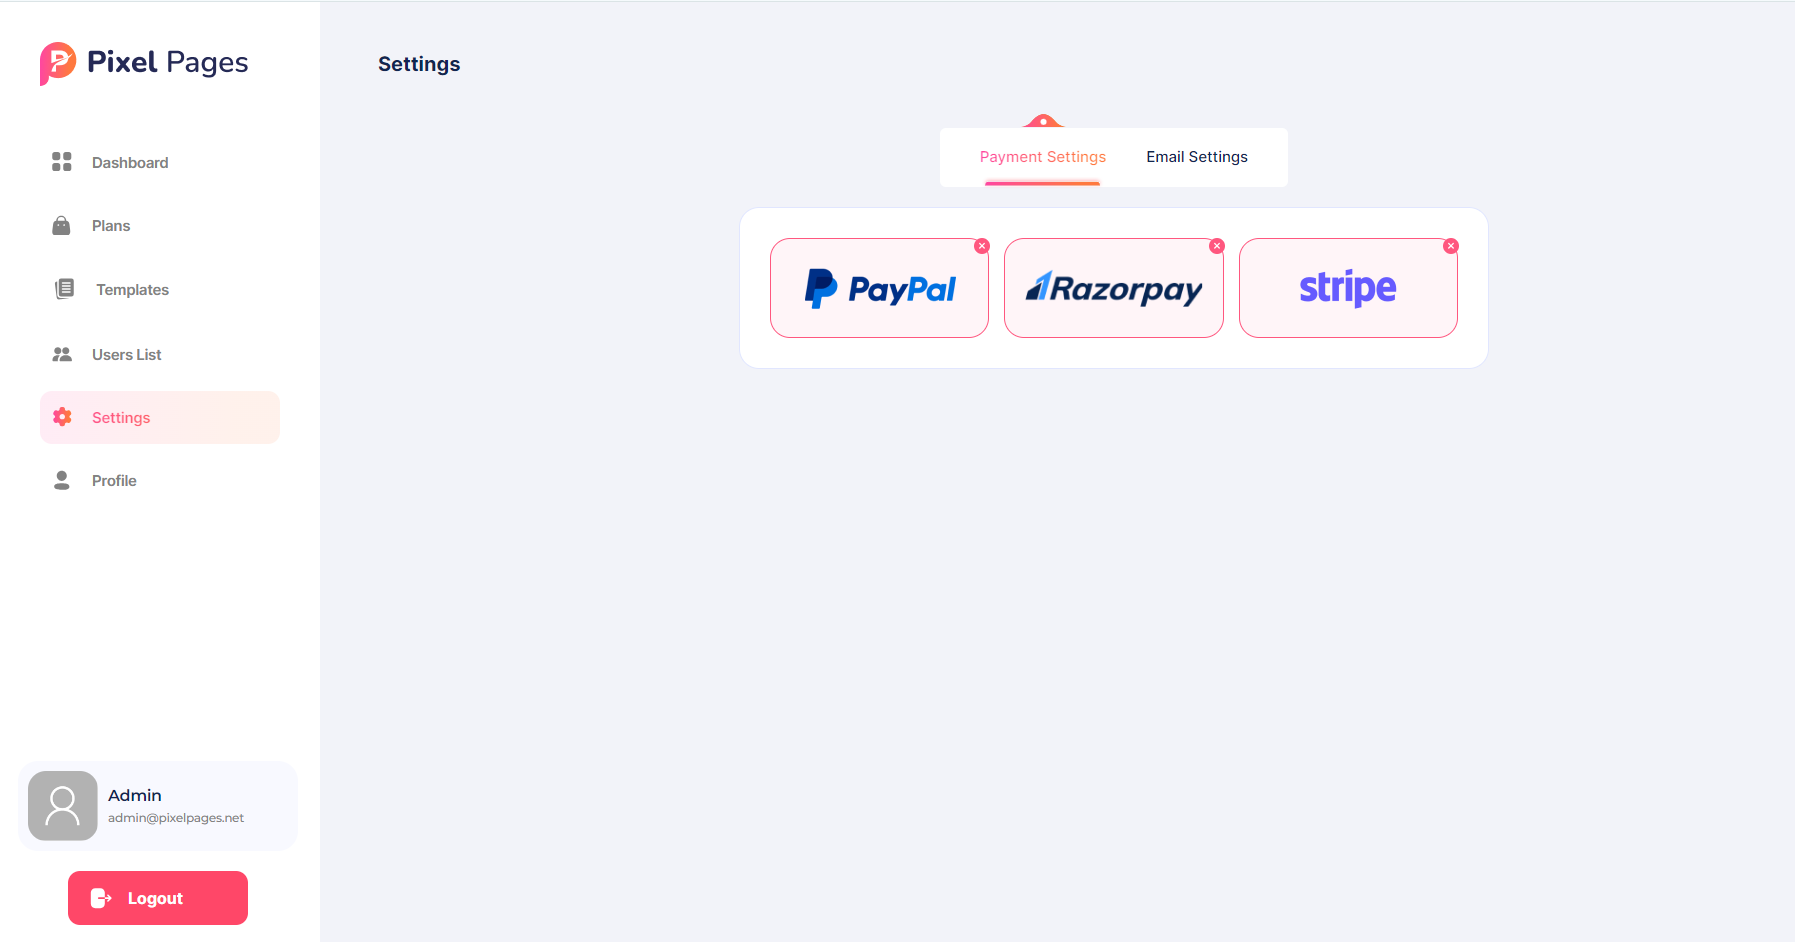 Pixel Pages
Dashboard
Plans
Templates
Users List
Settings
Profile
Admin
admin@pixelpages.net
Logout
Settings
Payment Settings
Email Settings
PayPal
Razorpay
stripe